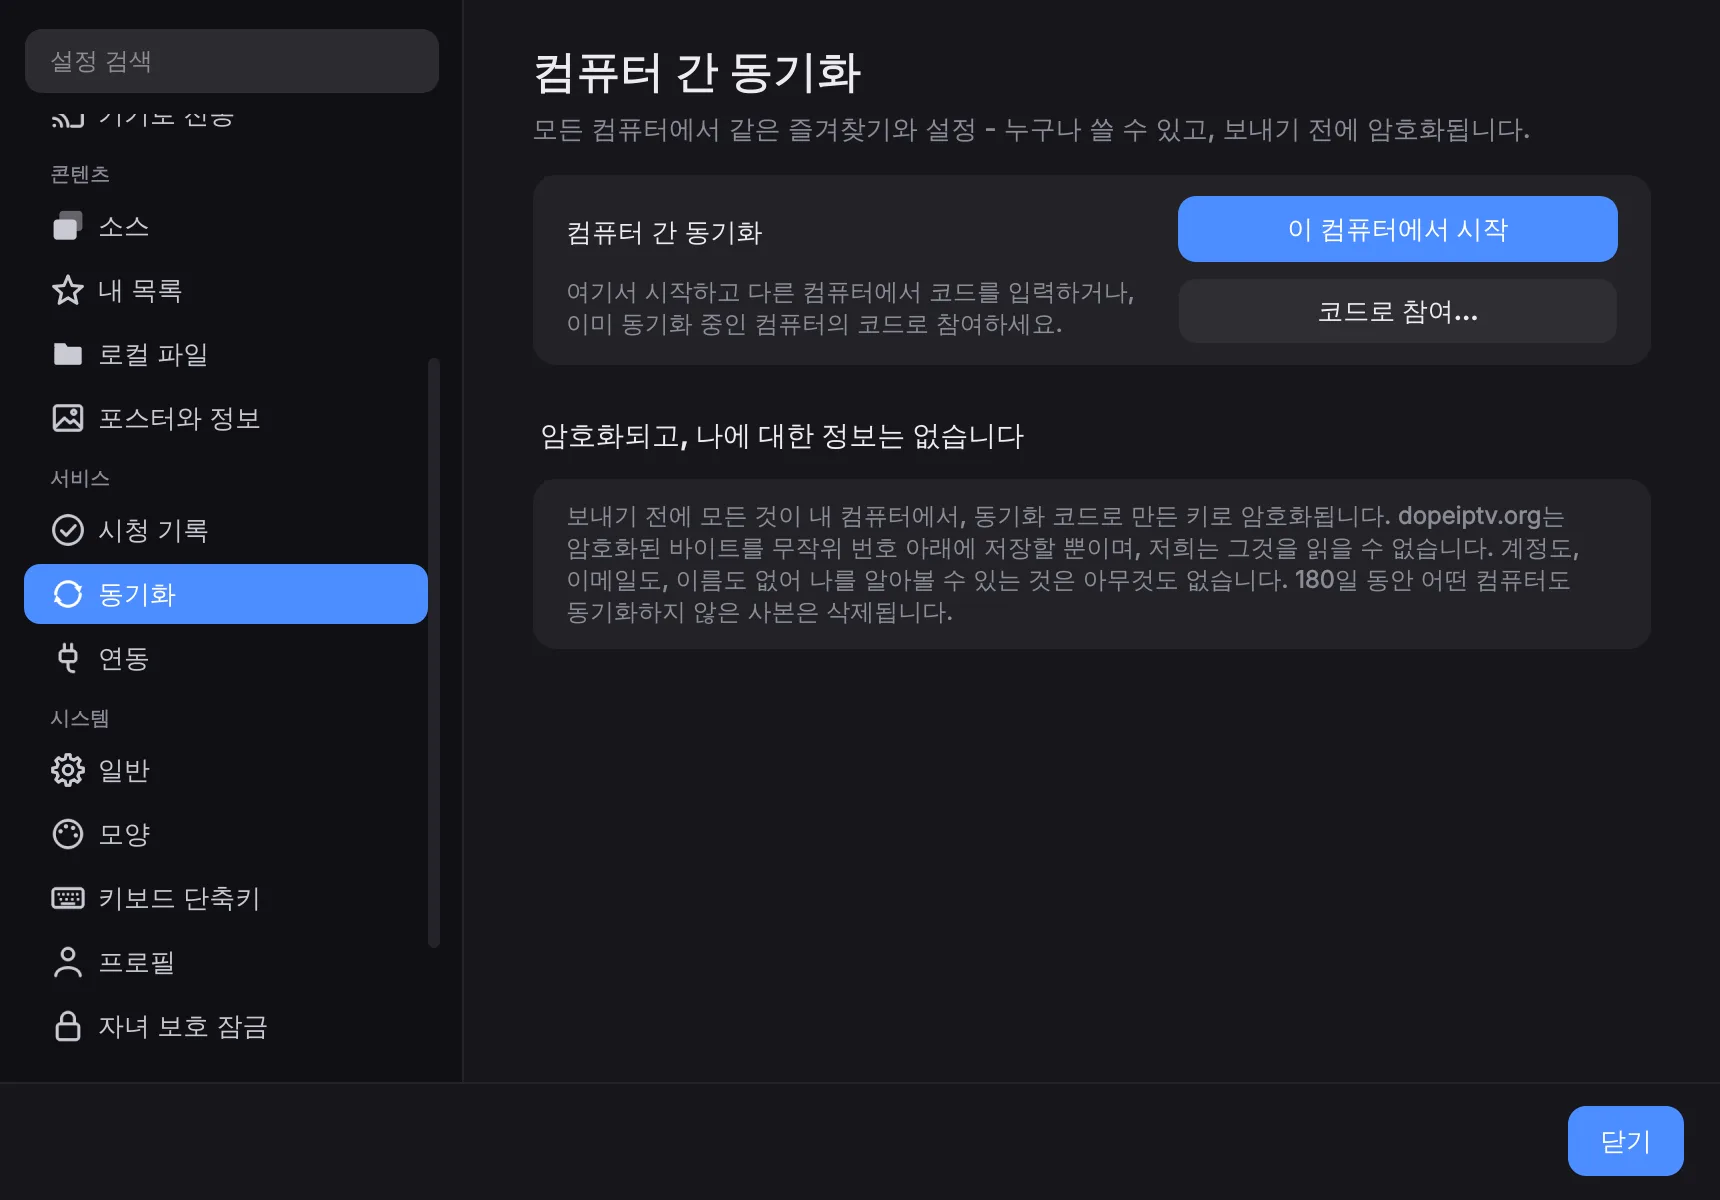 설정 검색
기기로 전송
콘텐츠
소스
내 목록
로컬 파일
포스터와 정보
서비스
시청 기록
동기화
연동
시스템
일반
모양
키보드 단축키
프로필
자녀 보호 잠금
컴퓨터 간 동기화
모든 컴퓨터에서 같은 즐겨찾기와 설정 - 누구나 쓸 수 있고, 보내기 전에 암호화됩니다.
컴퓨터 간 동기화
여기서 시작하고 다른 컴퓨터에서 코드를 입력하거나,
이미 동기화 중인 컴퓨터의 코드로 참여하세요.
이 컴퓨터에서 시작
코드로 참여...
암호화되고, 나에 대한 정보는 없습니다
보내기 전에 모든 것이 내 컴퓨터에서, 동기화 코드로 만든 키로 암호화됩니다. dopeiptv.org는
암호화된 바이트를 무작위 번호 아래에 저장할 뿐이며, 저희는 그것을 읽을 수 없습니다. 계정도,
이메일도, 이름도 없어 나를 알아볼 수 있는 것은 아무것도 없습니다. 180일 동안 어떤 컴퓨터도
동기화하지 않은 사본은 삭제됩니다.
닫기